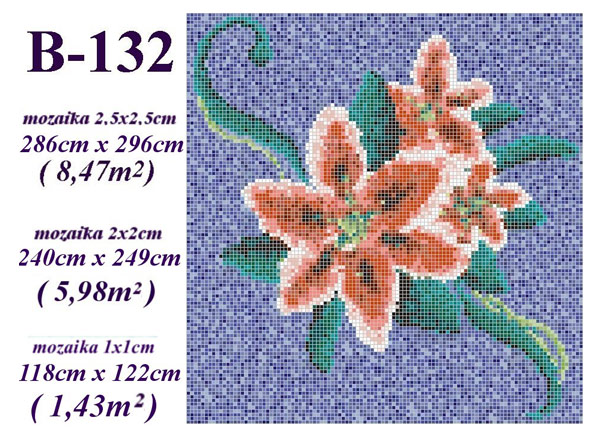 B-132
mozaika 2,5x2,5cm
286cm x 296cm
( 8,47m²)
mozaika 2x2cm
240cm x 249cm
( 5,98m² )
mozaika 1x1cm
118cm x 122cm
( 1,43m² )